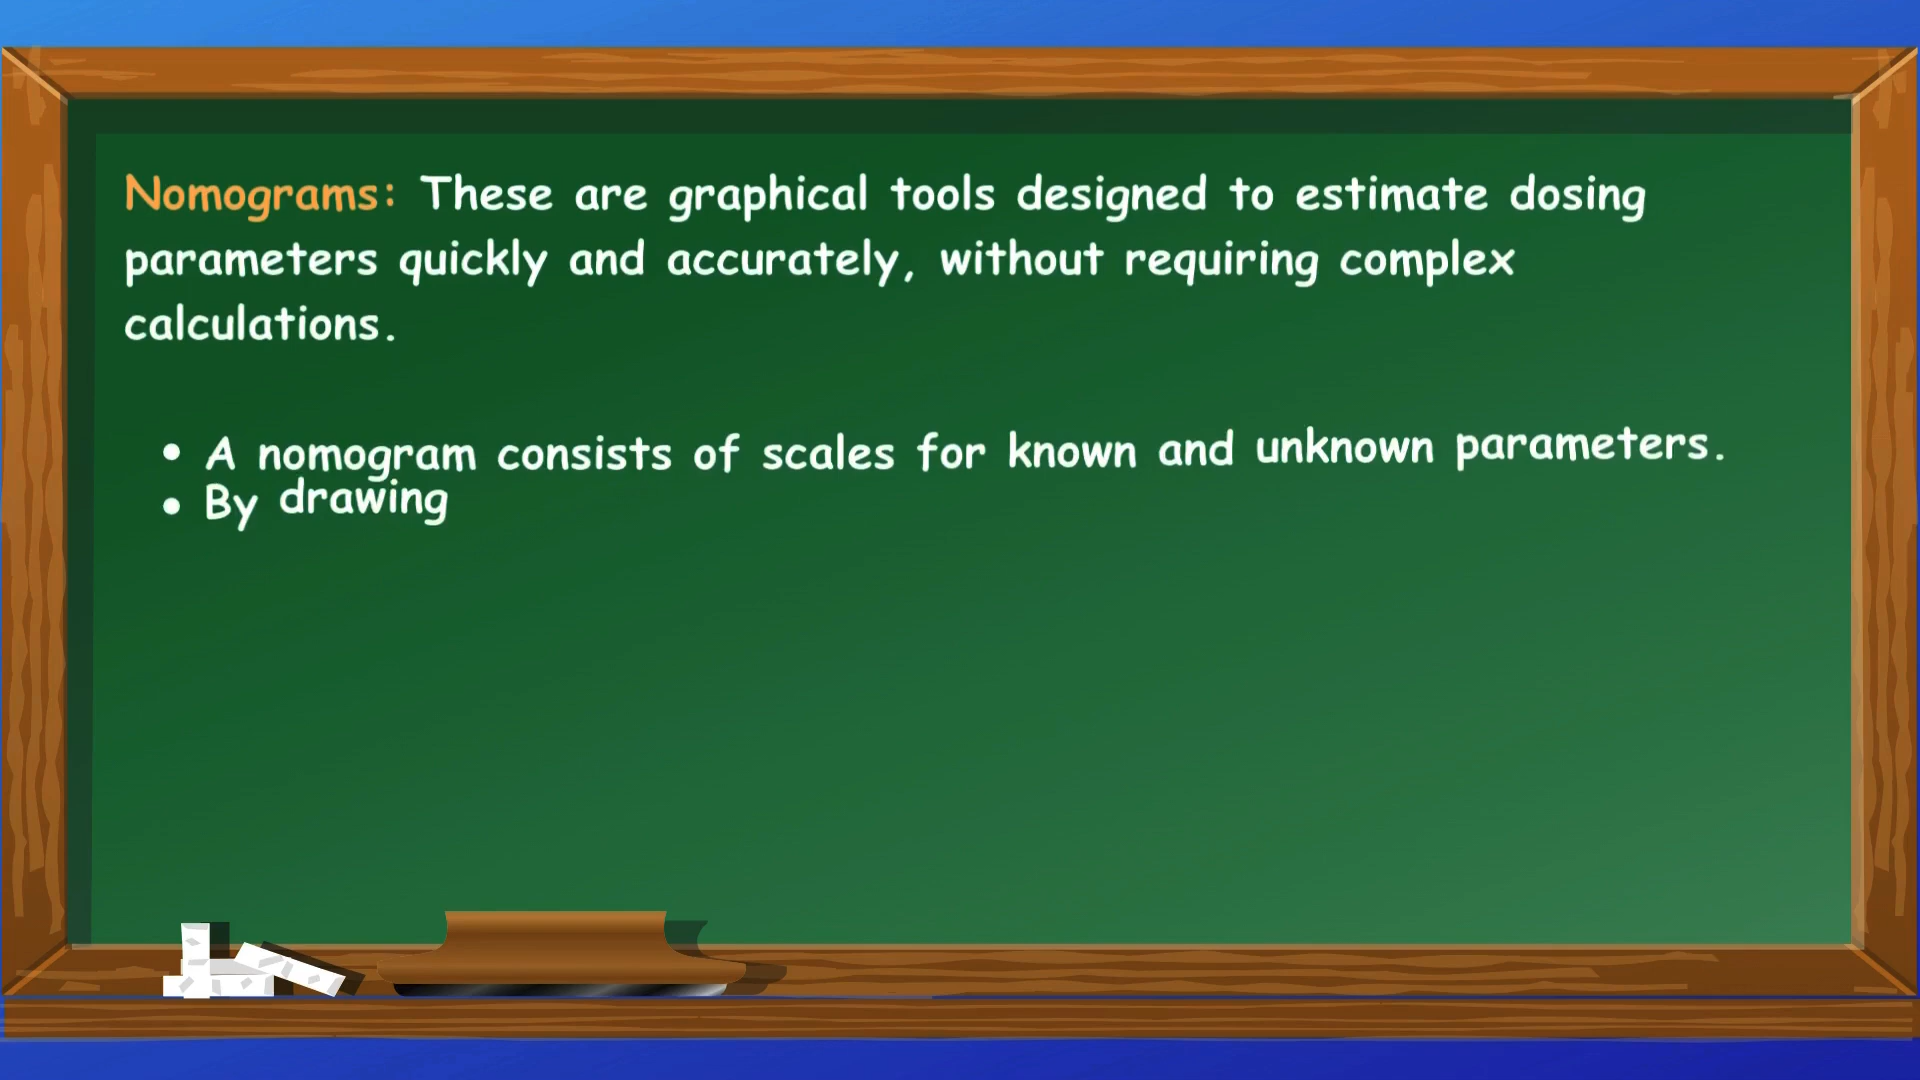 Nomograms: These are graphical tools designed to estimate dosing
parameters quickly and accurately, without requiring complex
calculations.
• A nomogram consists of scales for known and unknown parameters.
• By drawing